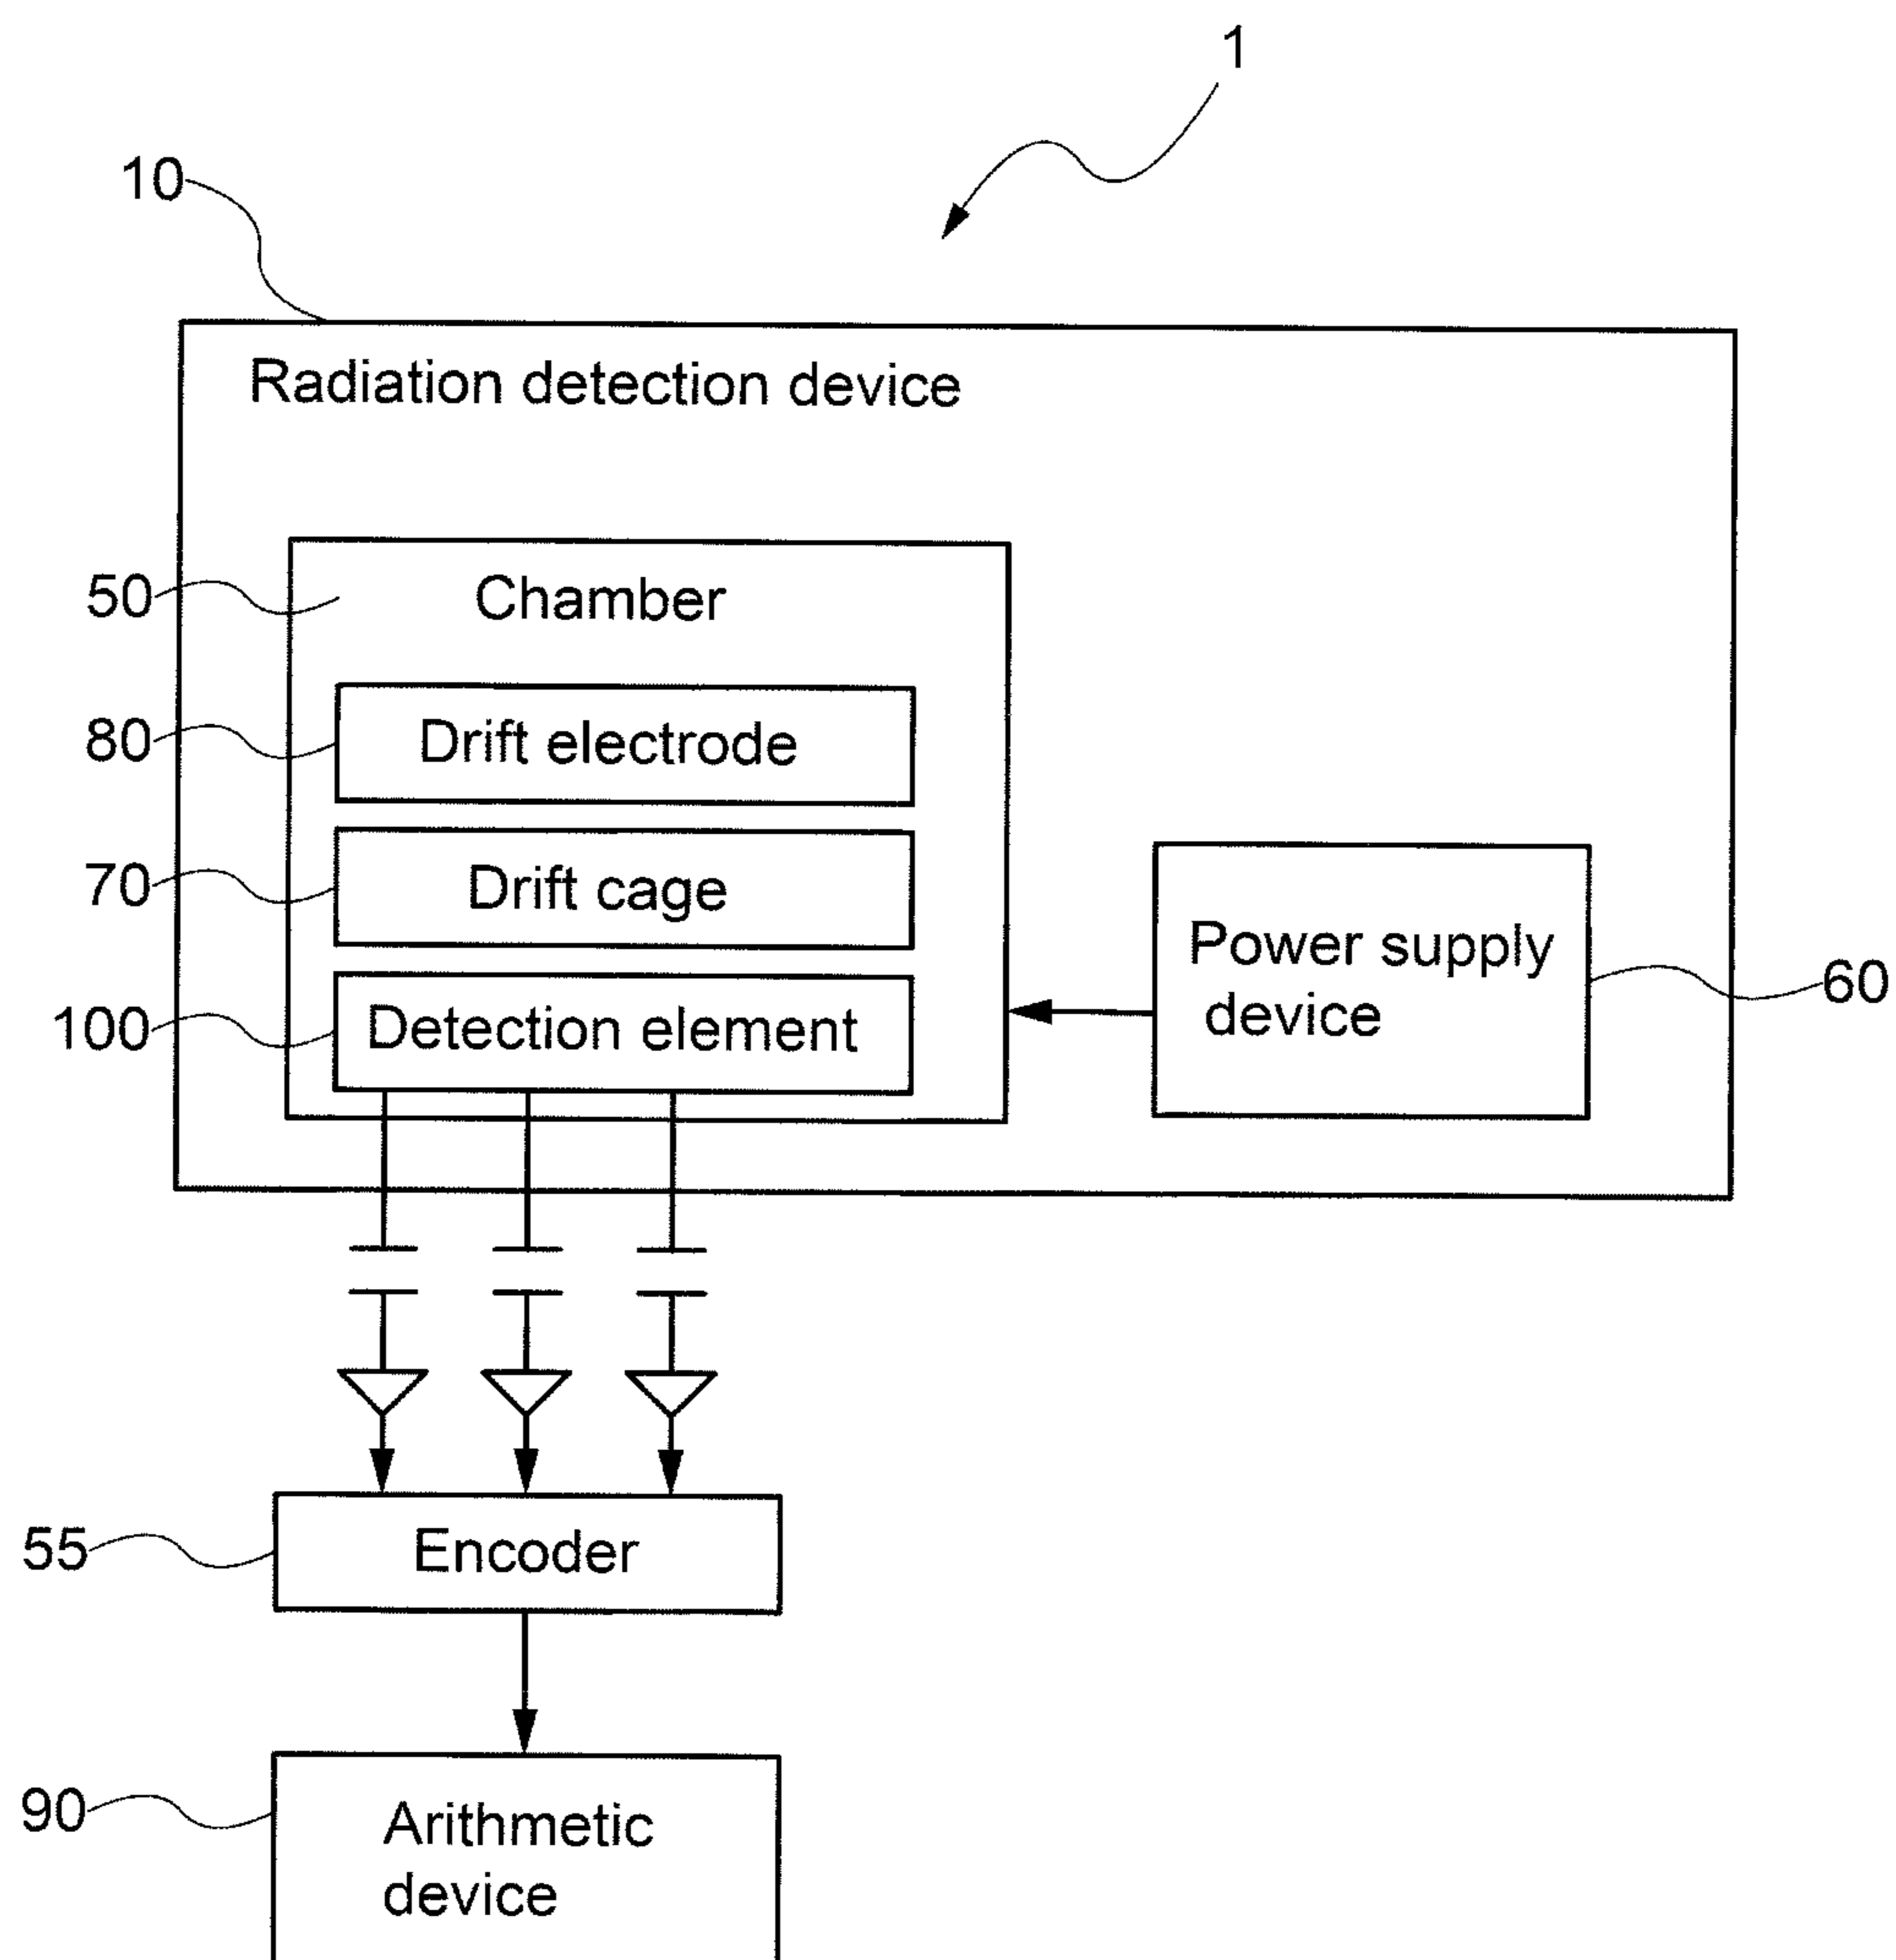 1
10
Radiation detection device
50
Chamber
80
Drift electrode
70
Drift cage
Power supply
device
60
100
Detection element
55
Encoder
90
Arithmetic
device